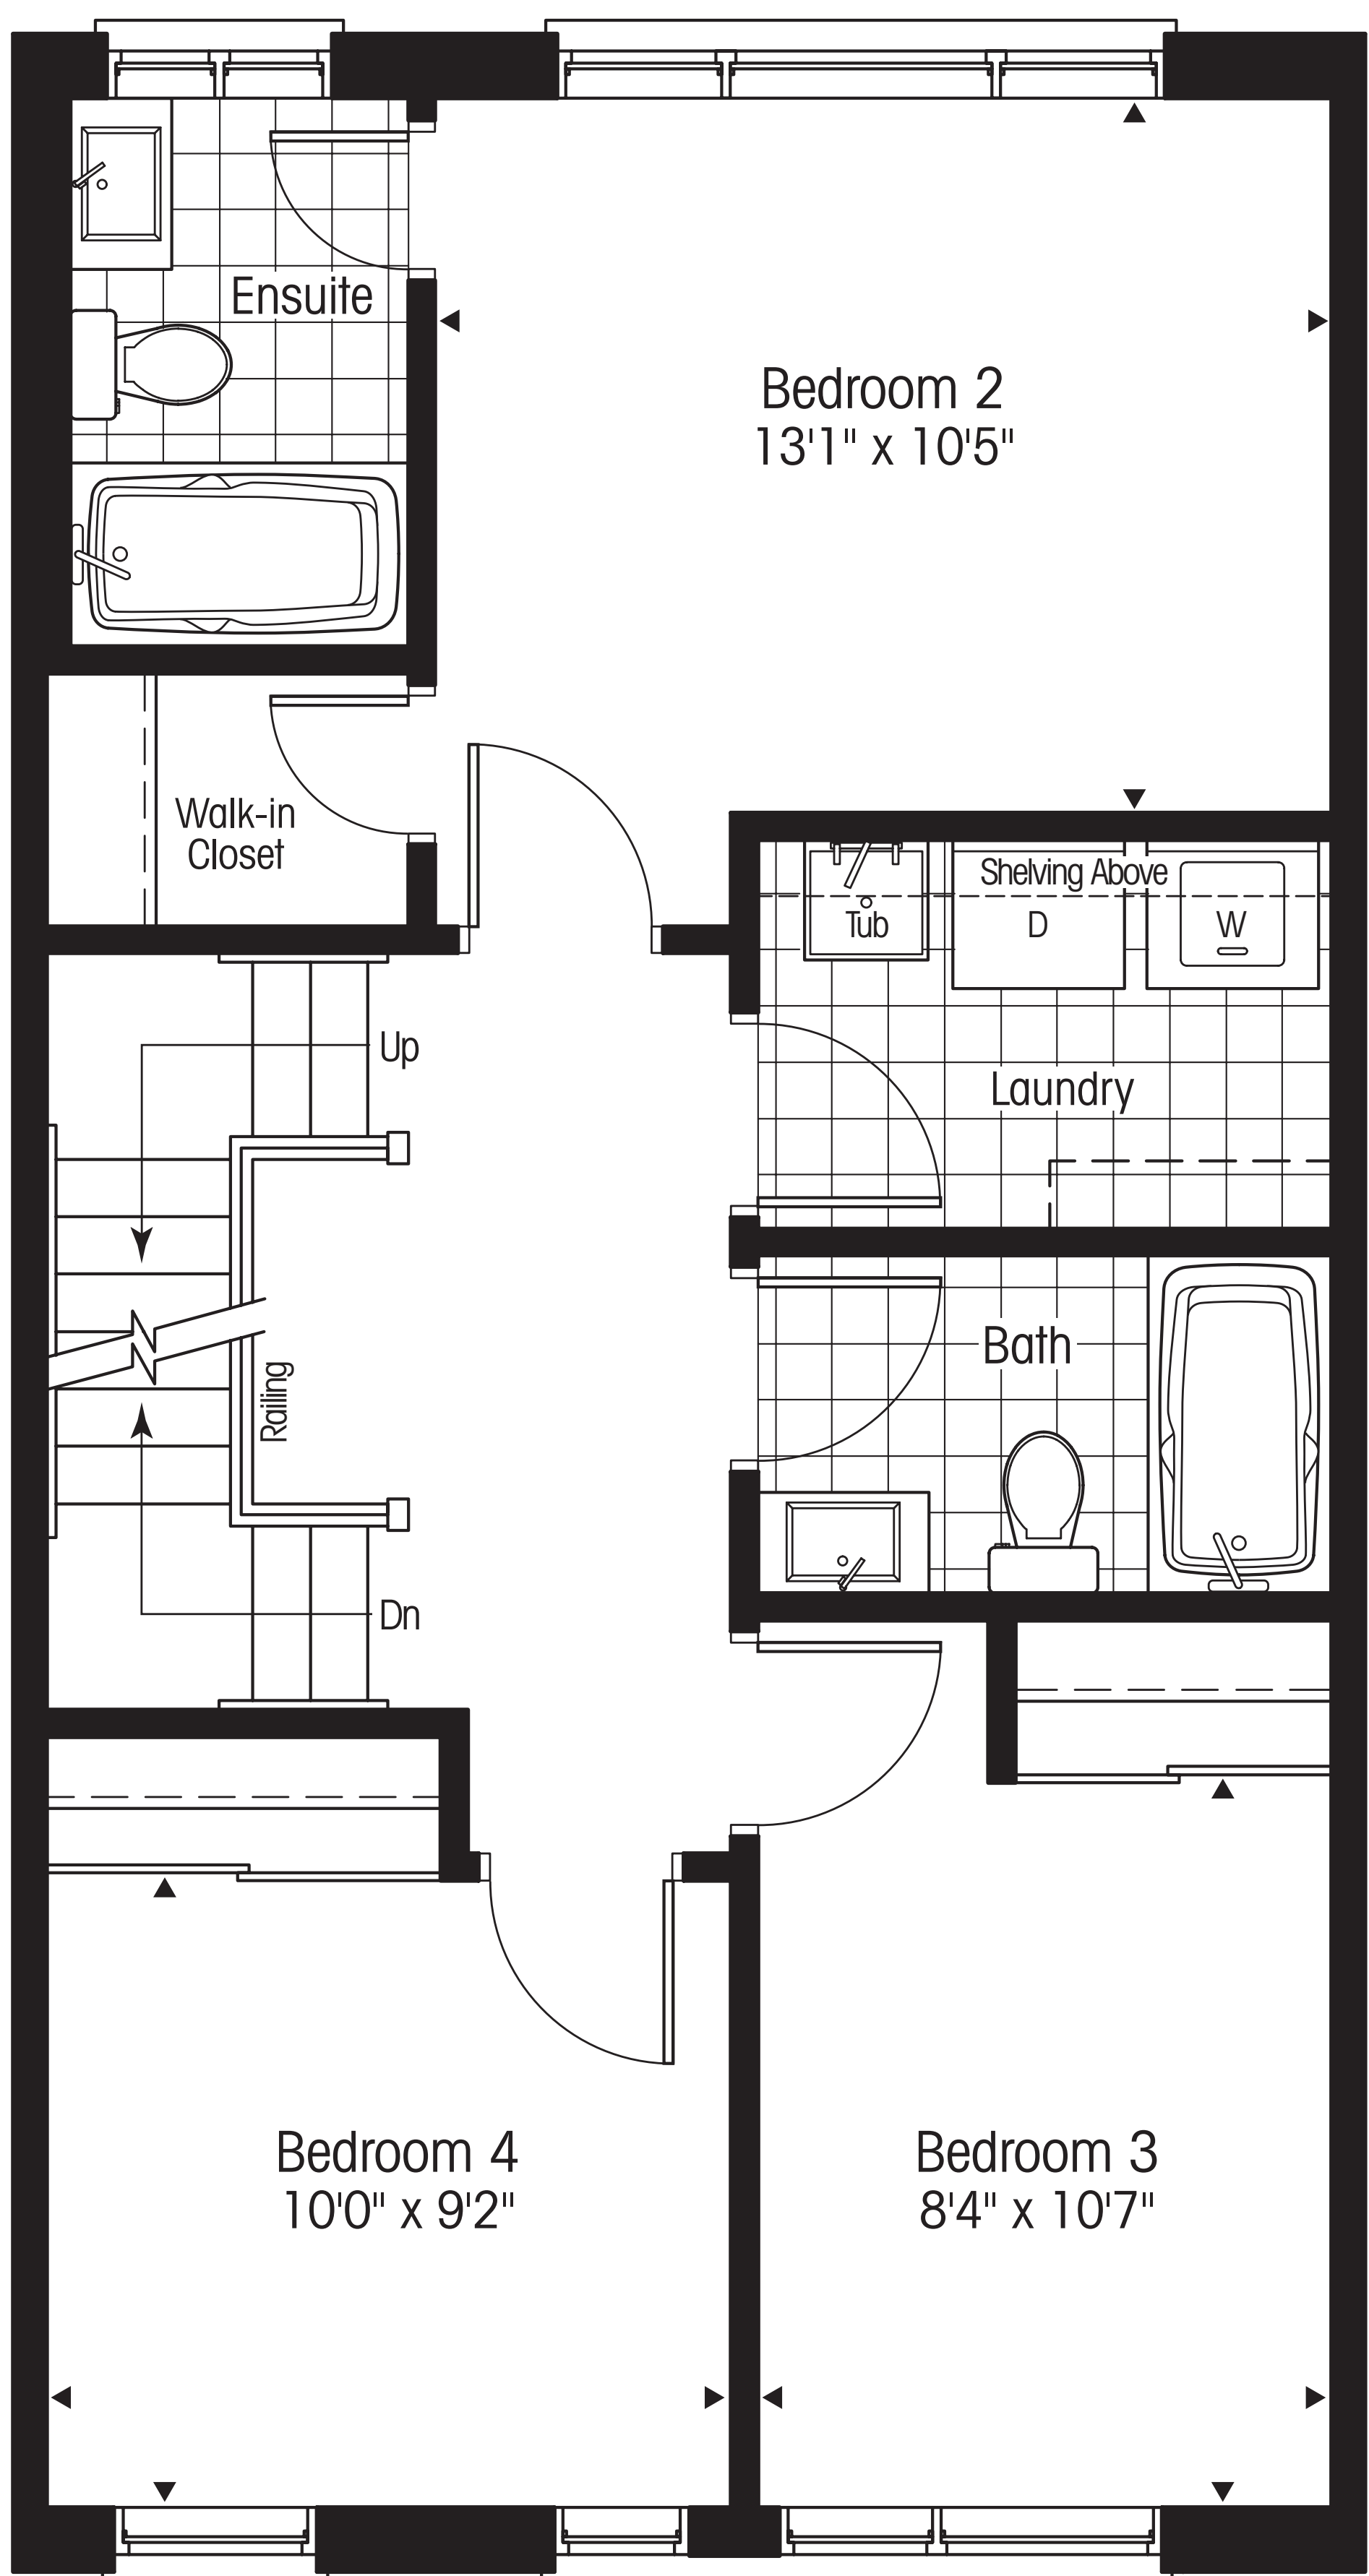 Ensuite
Bedroom 2
13'1" x 10'5"
Walk-in
Closet
Shelving Above
Tub
D
W
Up
Laundry
Bath
Railing
Dn
Bedroom 4
10'0" x 9'2"
Bedroom 3
8'4" x 10'7"